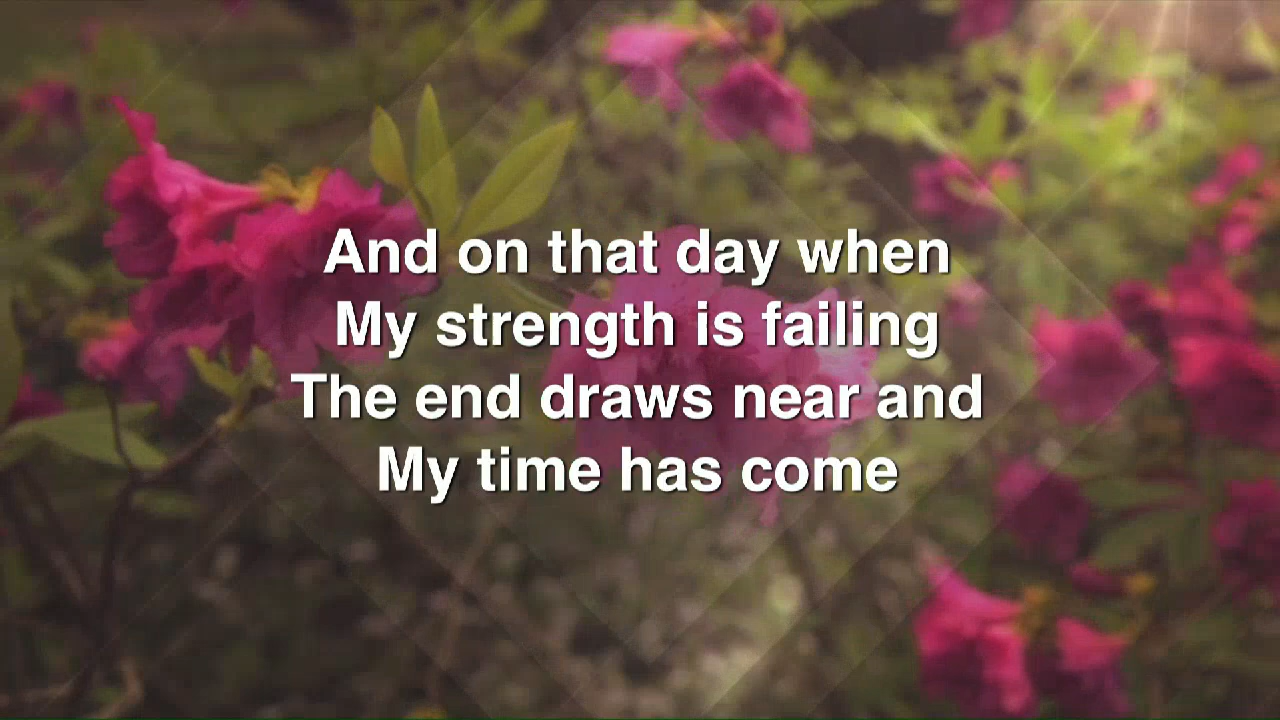 And on that day when
My strength is failing
The end draws near and
My time has come